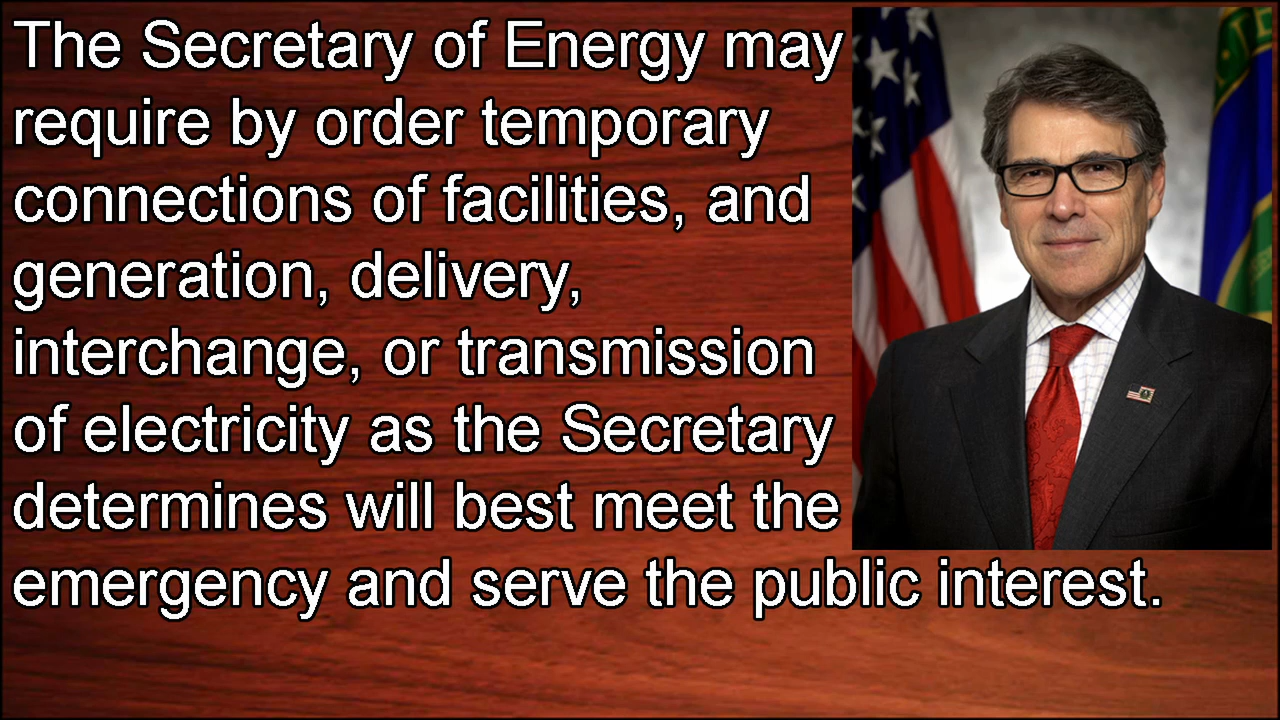 The Secretary of Energy may
require by order temporary
connections of facilities, and
generation, delivery,
interchange, or transmission
of electricity as the Secretary
determines will best meet the
emergency and serve the public interest.